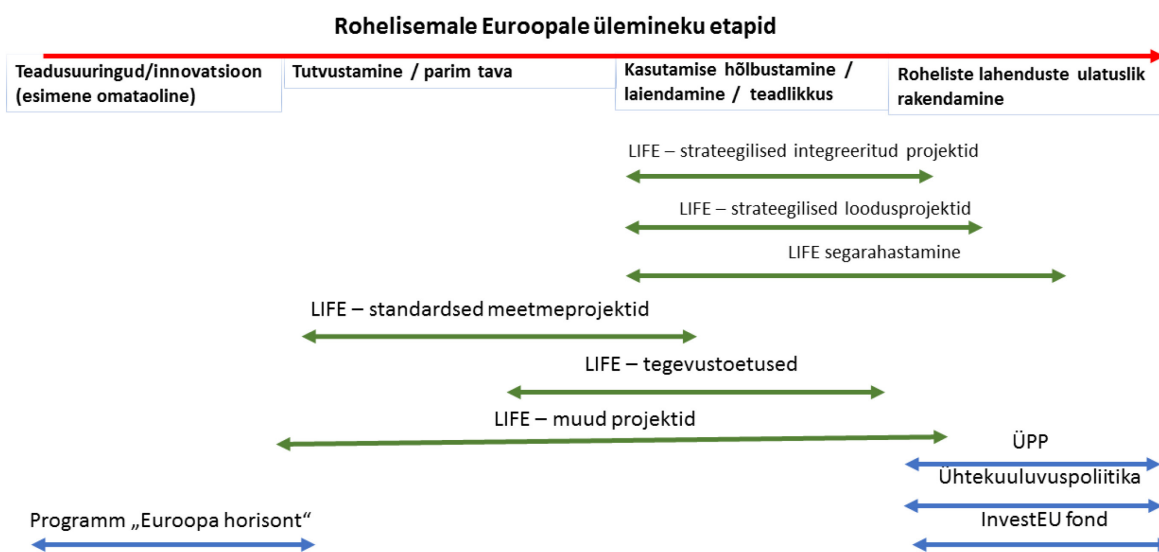 Rohelisemale Euroopale ülemineku etapid
Teadusuuringud/innovatsioon
(esimene omataoline)
Tutvustamine / parim tava
Kasutamise hõlbustamine /
laiendamine / teadlikkus
Roheliste lahenduste ulatuslik
rakendamine
LIFE – strateegilised integreeritud projektid
LIFE – strateegilised loodusprojektid
LIFE segarahastamine
LIFE – standardsed meetmeprojektid
LIFE – tegevustoetused
LIFE – muud projektid
ÜPP
Ühtekuuluvuspoliitika
Programm „Euroopa horisont“
InvestEU fond